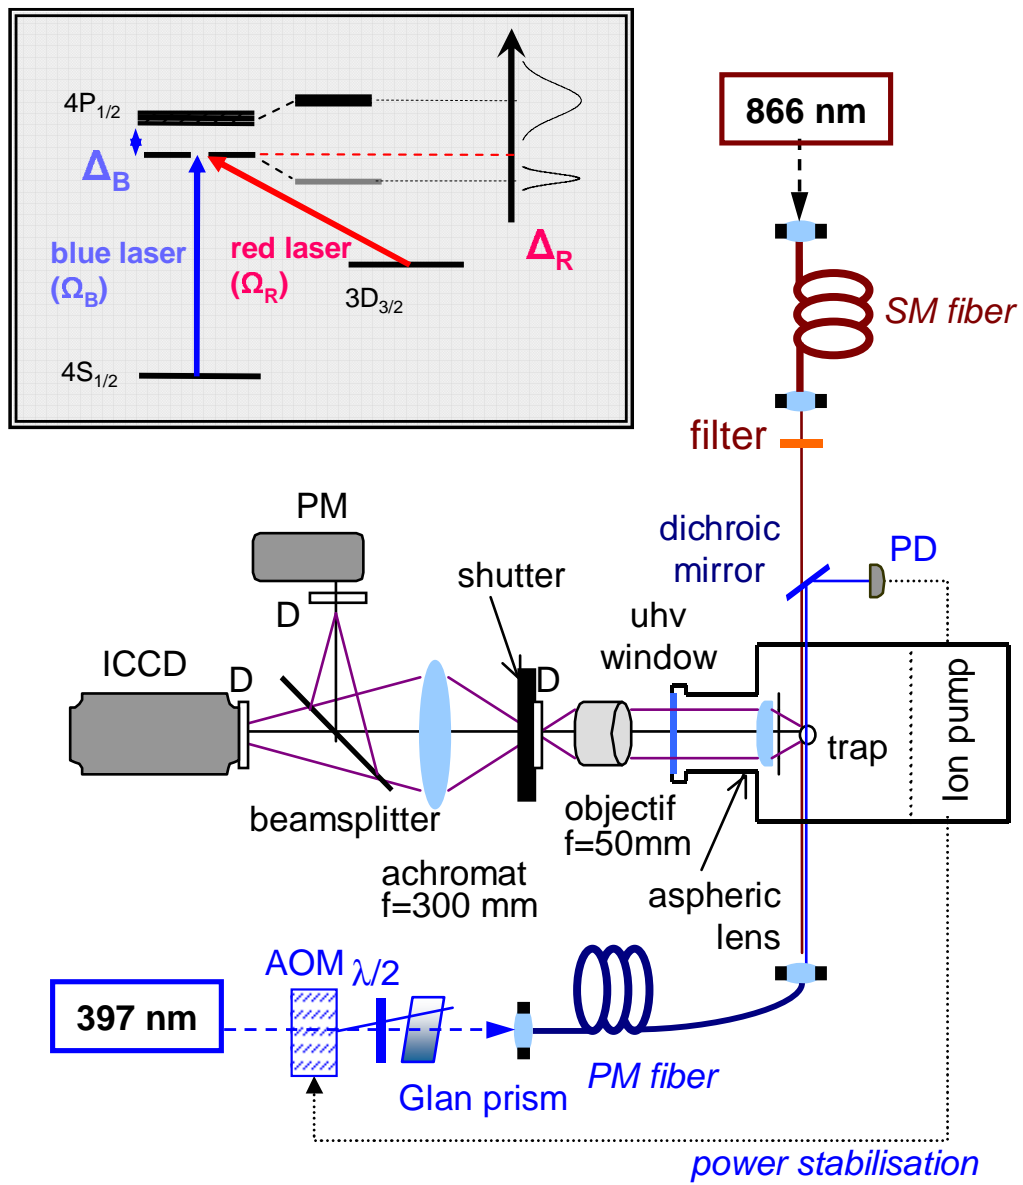 4P1/2
ΔB
blue laser
(ΩB)
red laser
(ΩR)
3D3/2
4S1/2
ΔR
866 nm
SM fiber
filter
dichroic
mirror
PD
PM
D
shutter
uhv
window
ICCD
D
D
trap
Ion pump
beamsplitter
objectif
f=50mm
achromat
f=300 mm
aspheric
lens
AOM
λ/2
397 nm
PM fiber
Glan prism
power stabilisation